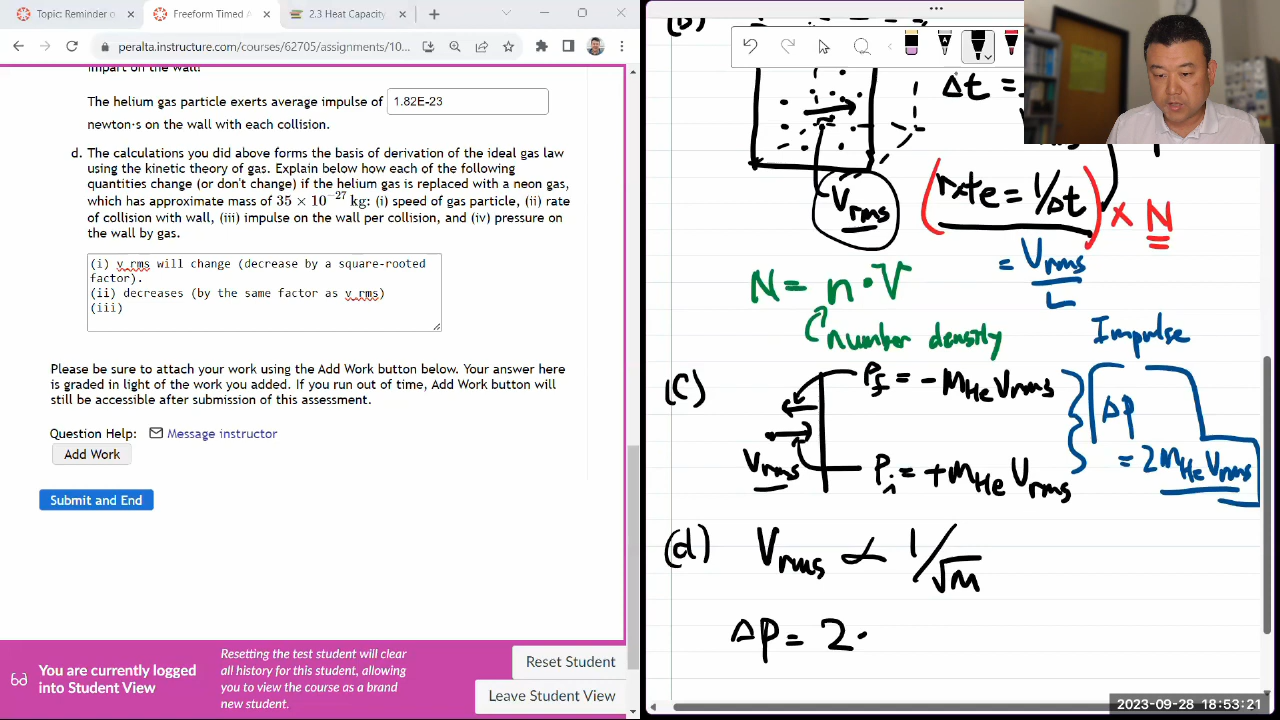 Reminder
Freeform Timed A
2.3 Heat Capacity
peralta.instructure.com/courses/62709/assignments/10...
impart on the wall.
The helium gas particle exerts average impulse of 1.82E-23
newtons on the wall with each collision.
d. The calculations you did above forms the basis of derivation of the ideal gas law
using the kinetic theory of gas. Explain below how each of the following
quantities change (or don't change) if the helium gas is replaced with a neon gas,
which has approximate mass of 35 × 10⁻²⁷ kg: (i) speed of gas particle, (ii) rate
of collision with wall, (iii) impulse on the wall per collision, and (iv) pressure on
the wall by gas.
(i) v_rms will change (decrease by a square-rooted
factor).
(ii) decreases (by the same factor as v_rms)
(iii)
Please be sure to attach your work using the Add Work button below. Your answer here
is graded in light of the work you added. If you run out of time, Add Work button will
still be accessible after submission of this assessment.
Question Help: Message instructor
Add Work
Submit and End
You are currently logged
into Student View
Resetting the test student will clear
all history for this student, allowing
you to view the course as a brand
new student.
Reset Student
Leave Student View
Δt =
Vrms
(rate = 1/Δt) × N
= Vrms / L
N = n · V
number density
Impulse
(c)
Pf = - MHe Vrms
Vrms
Pi = + MHe Vrms
Δp
= 2 MHe Vrms
(d) Vrms ∝ 1/√M
Δp = 2 ·
2023-09-28 18:53:21